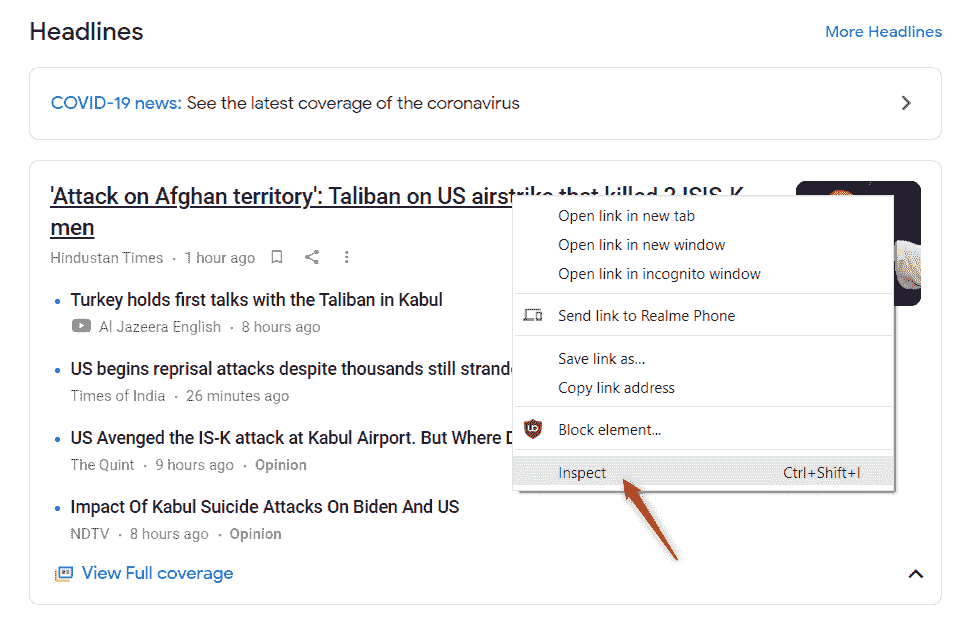 Headlines
More Headlines
COVID-19 news: See the latest coverage of the coronavirus
'Attack on Afghan territory': Taliban on US airstrike that killed 2 ISIS-K
men
Hindustan Times · 1 hour ago
Turkey holds first talks with the Taliban in Kabul
Al Jazeera English · 8 hours ago
US begins reprisal attacks despite thousands still
Times of India · 26 minutes ago
US Avenged the IS-K attack at Kabul Airport. But Where
The Quint · 9 hours ago · Opinion
Impact Of Kabul Suicide Attacks On Biden And US
NDTV · 8 hours ago · Opinion
View Full coverage
Open link in new tab
Open link in new window
Open link in incognito window
Send link to Realme Phone
Save link as...
Copy link address
Block element...
Inspect Ctrl+Shift+I